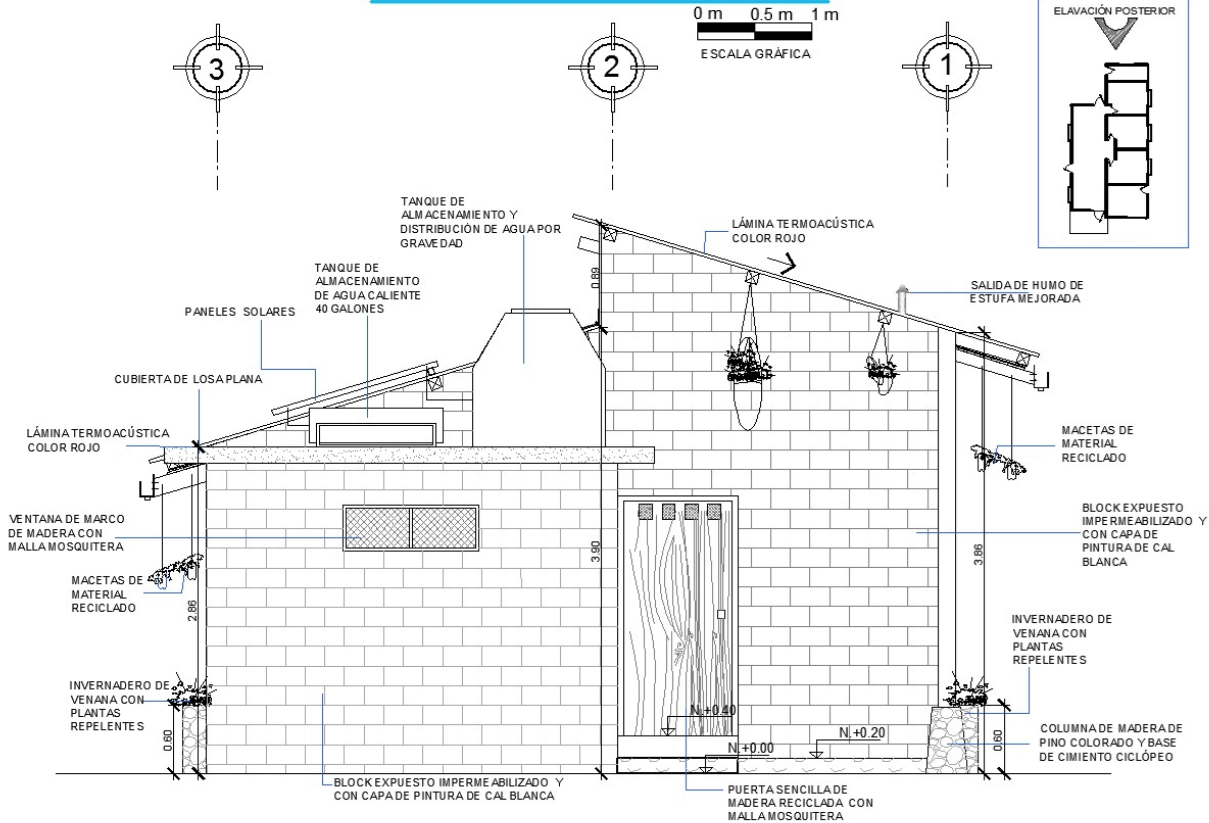 0 m 0.5 m 1 m
ESCALA GRÁFICA
ELAVACIÓN POSTERIOR
3
2
1
TANQUE DE
ALMACENAMIENTO Y
DISTRIBUCIÓN DE AGUA POR
GRAVEDAD
LÁMINA TERMOACÚSTICA
COLOR ROJO
TANQUE DE
ALMACENAMIENTO
DE AGUA CALIENTE
40 GALONES
SALIDA DE HUMO DE
ESTUFA MEJORADA
PANELES SOLARES
0.89
CUBIERTA DE LOSA PLANA
LÁMINA TERMOACÚSTICA
COLOR ROJO
MACETAS DE
MATERIAL
RECICLADO
VENTANA DE MARCO
DE MADERA CON
MALLA MOSQUITERA
BLOCK EXPUESTO
IMPERMEABILIZADO Y
CON CAPA DE
PINTURA DE CAL
BLANCA
3.90
3.86
MACETAS DE
MATERIAL
RECICLADO
2.86
INVERNADERO DE
VENANA CON
PLANTAS
REPELENTES
INVERNADERO DE
VENANA CON
PLANTAS
REPELENTES
N.+0.40
N.+0.20
N.+0.00
0.60
0.60
COLUMNA DE MADERA DE
PINO COLORADO Y BASE
DE CIMIENTO CICLÓPEO
BLOCK EXPUESTO IMPERMEABILIZADO Y
CON CAPA DE PINTURA DE CAL BLANCA
PUERTA SENCILLA DE
MADERA RECICLADA CON
MALLA MOSQUITERA